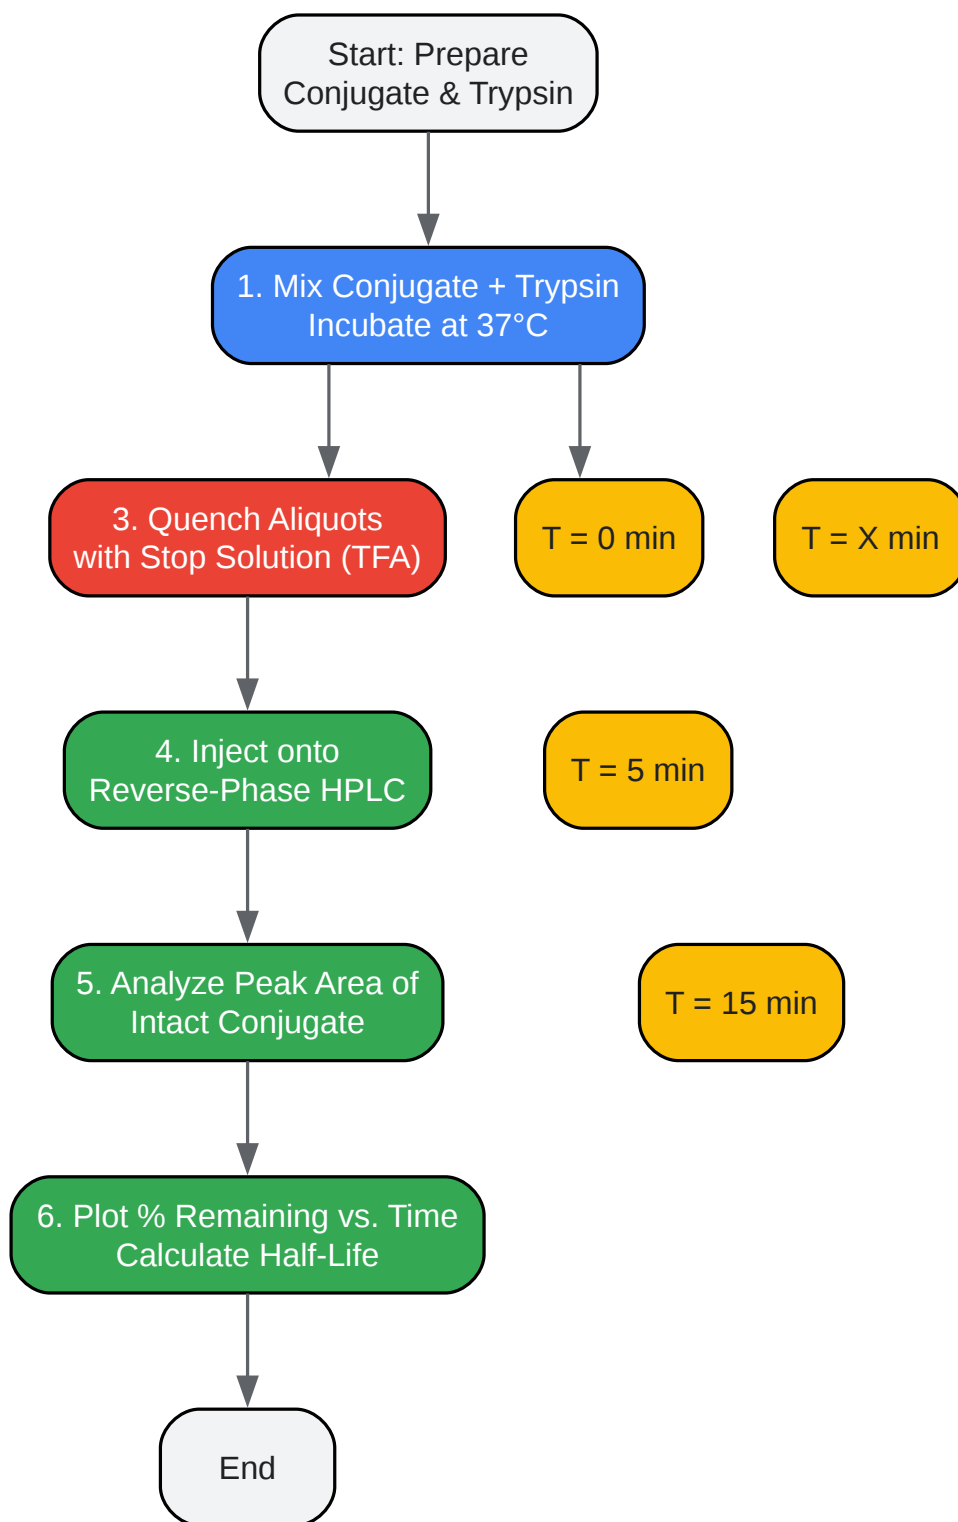 Start: Prepare
Conjugate & Trypsin
1. Mix Conjugate + Trypsin
Incubate at 37°C
3. Quench Aliquots
with Stop Solution (TFA)
T = 0 min
T = X min
4. Inject onto
Reverse-Phase HPLC
T = 5 min
5. Analyze Peak Area of
Intact Conjugate
T = 15 min
6. Plot % Remaining vs. Time
Calculate Half-Life
End